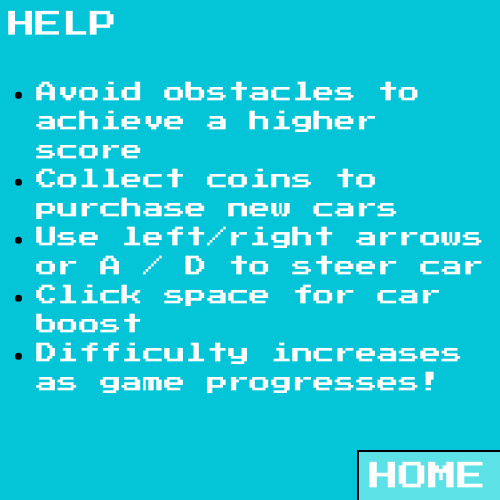 HELP
Avoid obstacles to
achieve a higher
score
Collect coins to
purchase new cars
Use left/right arrows
or A / D to steer car
Click space for car
boost
Difficulty increases
as game progresses!
HOME